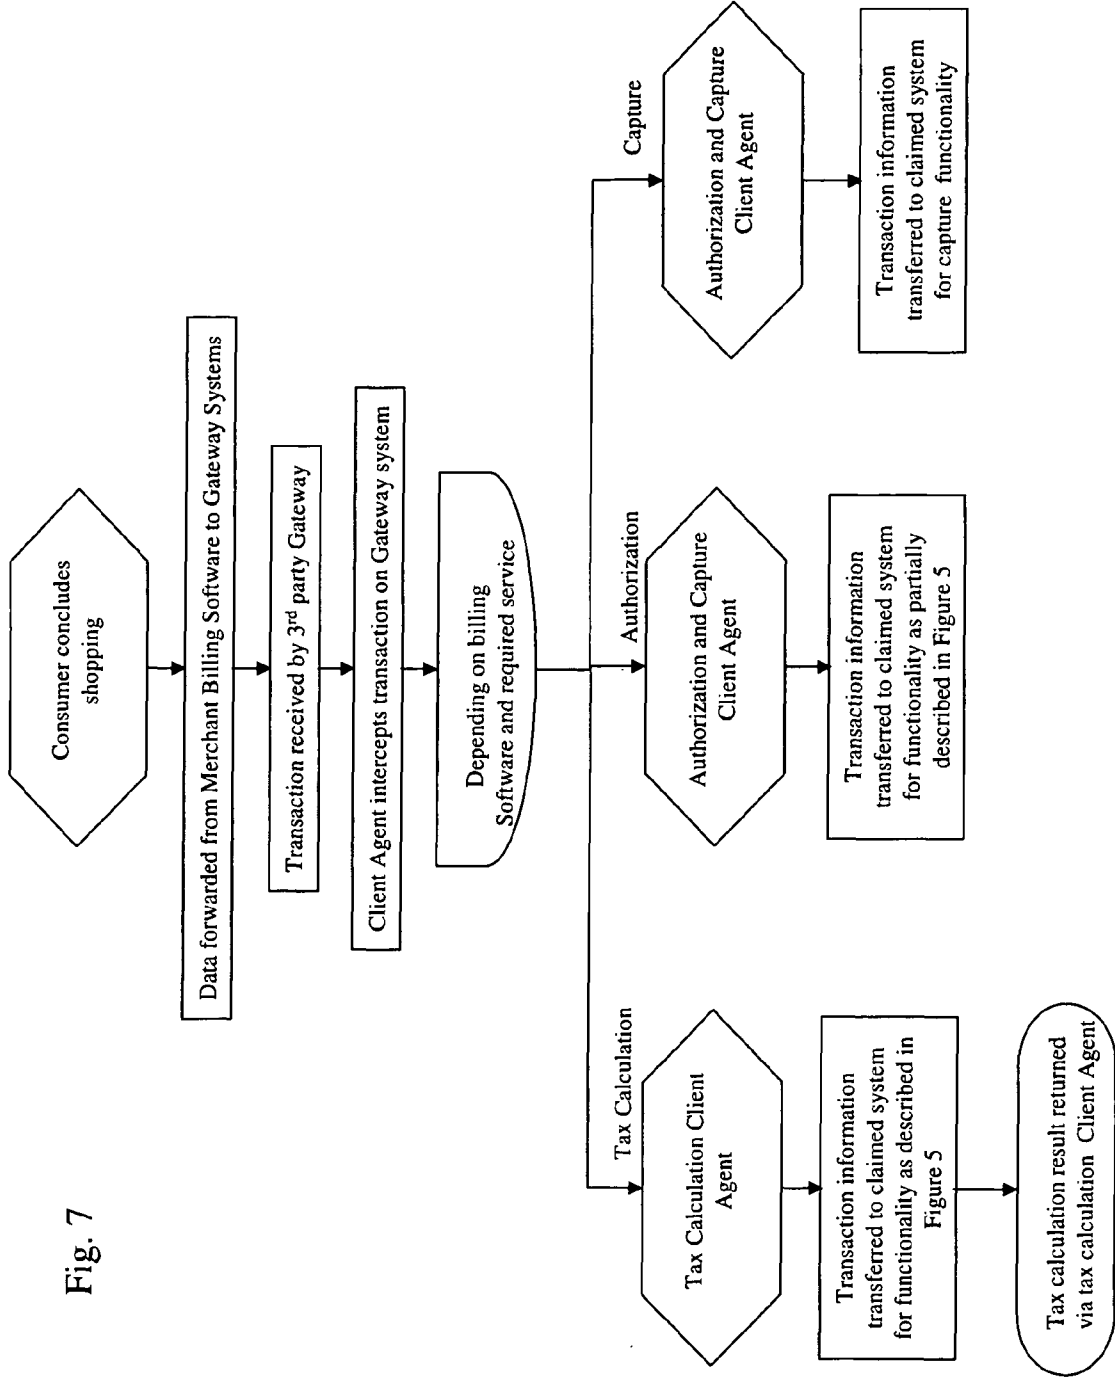 Fig. 7
Consumer concludes
shopping
Data forwarded from Merchant Billing Software to Gateway Systems
Transaction received by 3rd party Gateway
Client Agent intercepts transaction on Gateway system
Depending on billing
Software and required service
Tax Calculation
Authorization
Capture
Tax Calculation Client
Agent
Authorization and Capture
Client Agent
Authorization and Capture
Client Agent
Transaction information
transferred to claimed system
for functionality as described in
Figure 5
Transaction information
transferred to claimed system
for functionality as partially
described in Figure 5
Transaction information
transferred to claimed system
for capture functionality
Tax calculation result returned
via tax calculation Client Agent